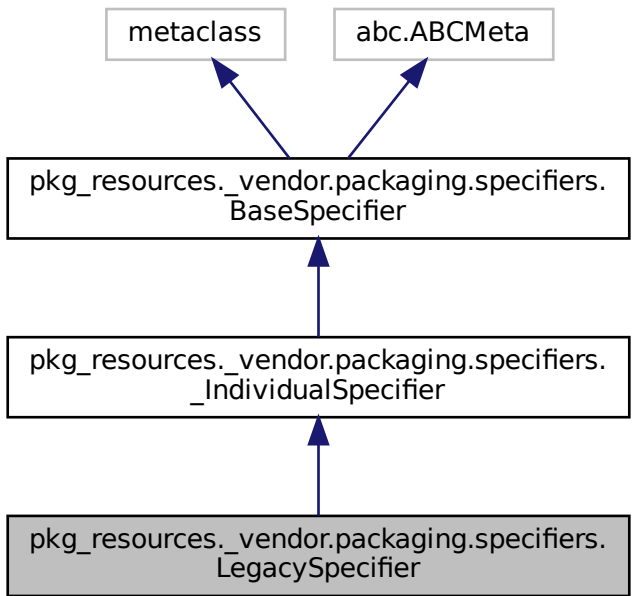 metaclass
abc.ABCMeta
pkg_resources._vendor.packaging.specifiers.
BaseSpecifier
pkg_resources._vendor.packaging.specifiers.
_IndividualSpecifier
pkg_resources._vendor.packaging.specifiers.
LegacySpecifier